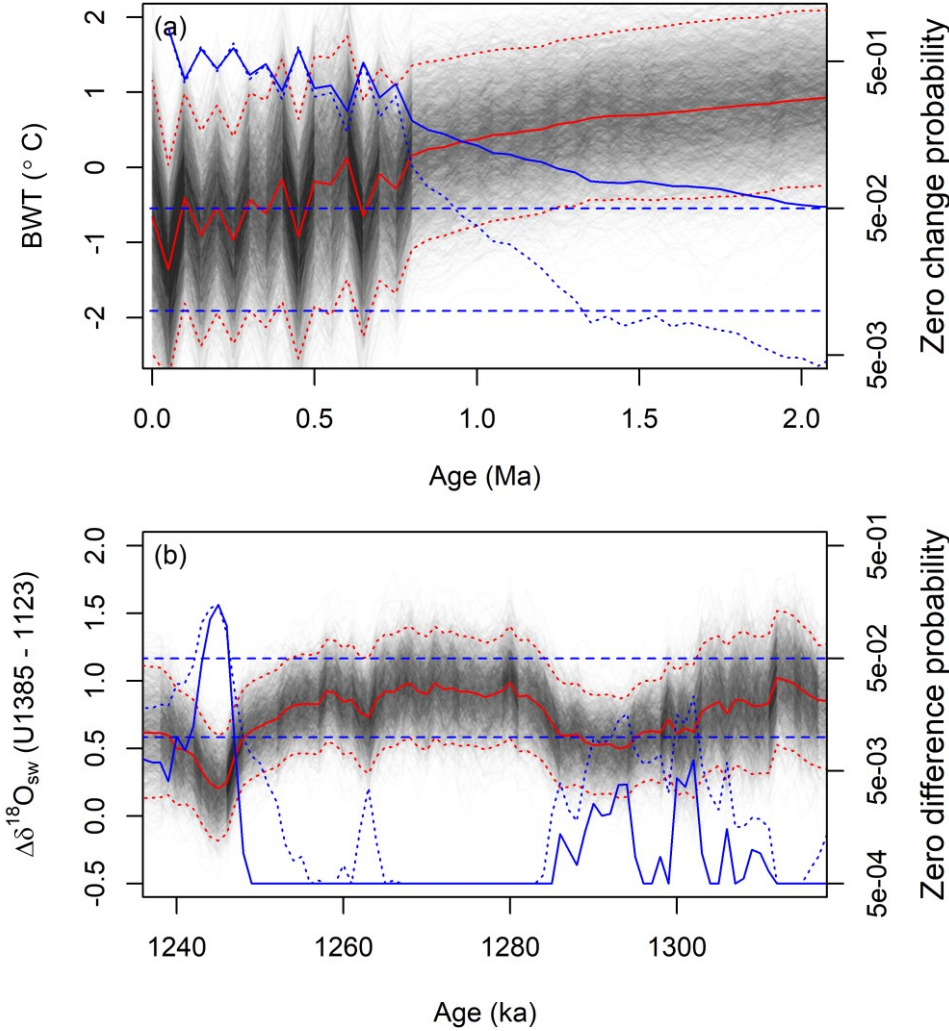 (a)
2
1
0
-1
-2
BWT (° C)
5e-01
5e-02
5e-03
Zero change probability
0.0 0.5 1.0 1.5 2.0
Age (Ma)
(b)
2.0
1.5
1.0
0.5
0.0
-0.5
Δδ¹⁸Osw (U1385 - 1123)
5e-01
5e-02
5e-03
5e-04
Zero difference probability
1240 1260 1280 1300
Age (ka)